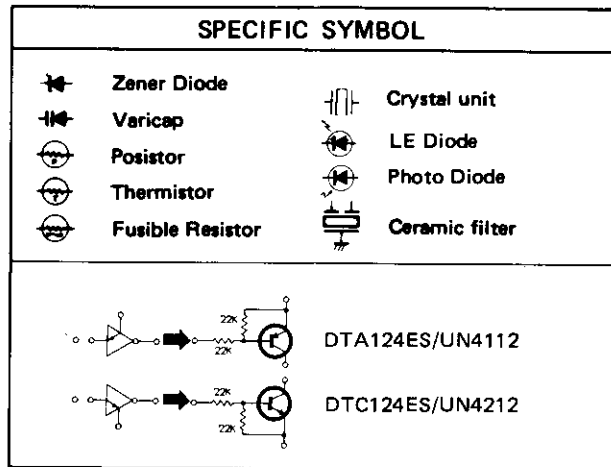 SPECIFIC SYMBOL
Zener Diode
Varicap
Posistor
Thermistor
Fusible Resistor
Crystal unit
LE Diode
Photo Diode
Ceramic filter
22K
22K
DTA124ES/UN4112
22K
22K
DTC124ES/UN4212